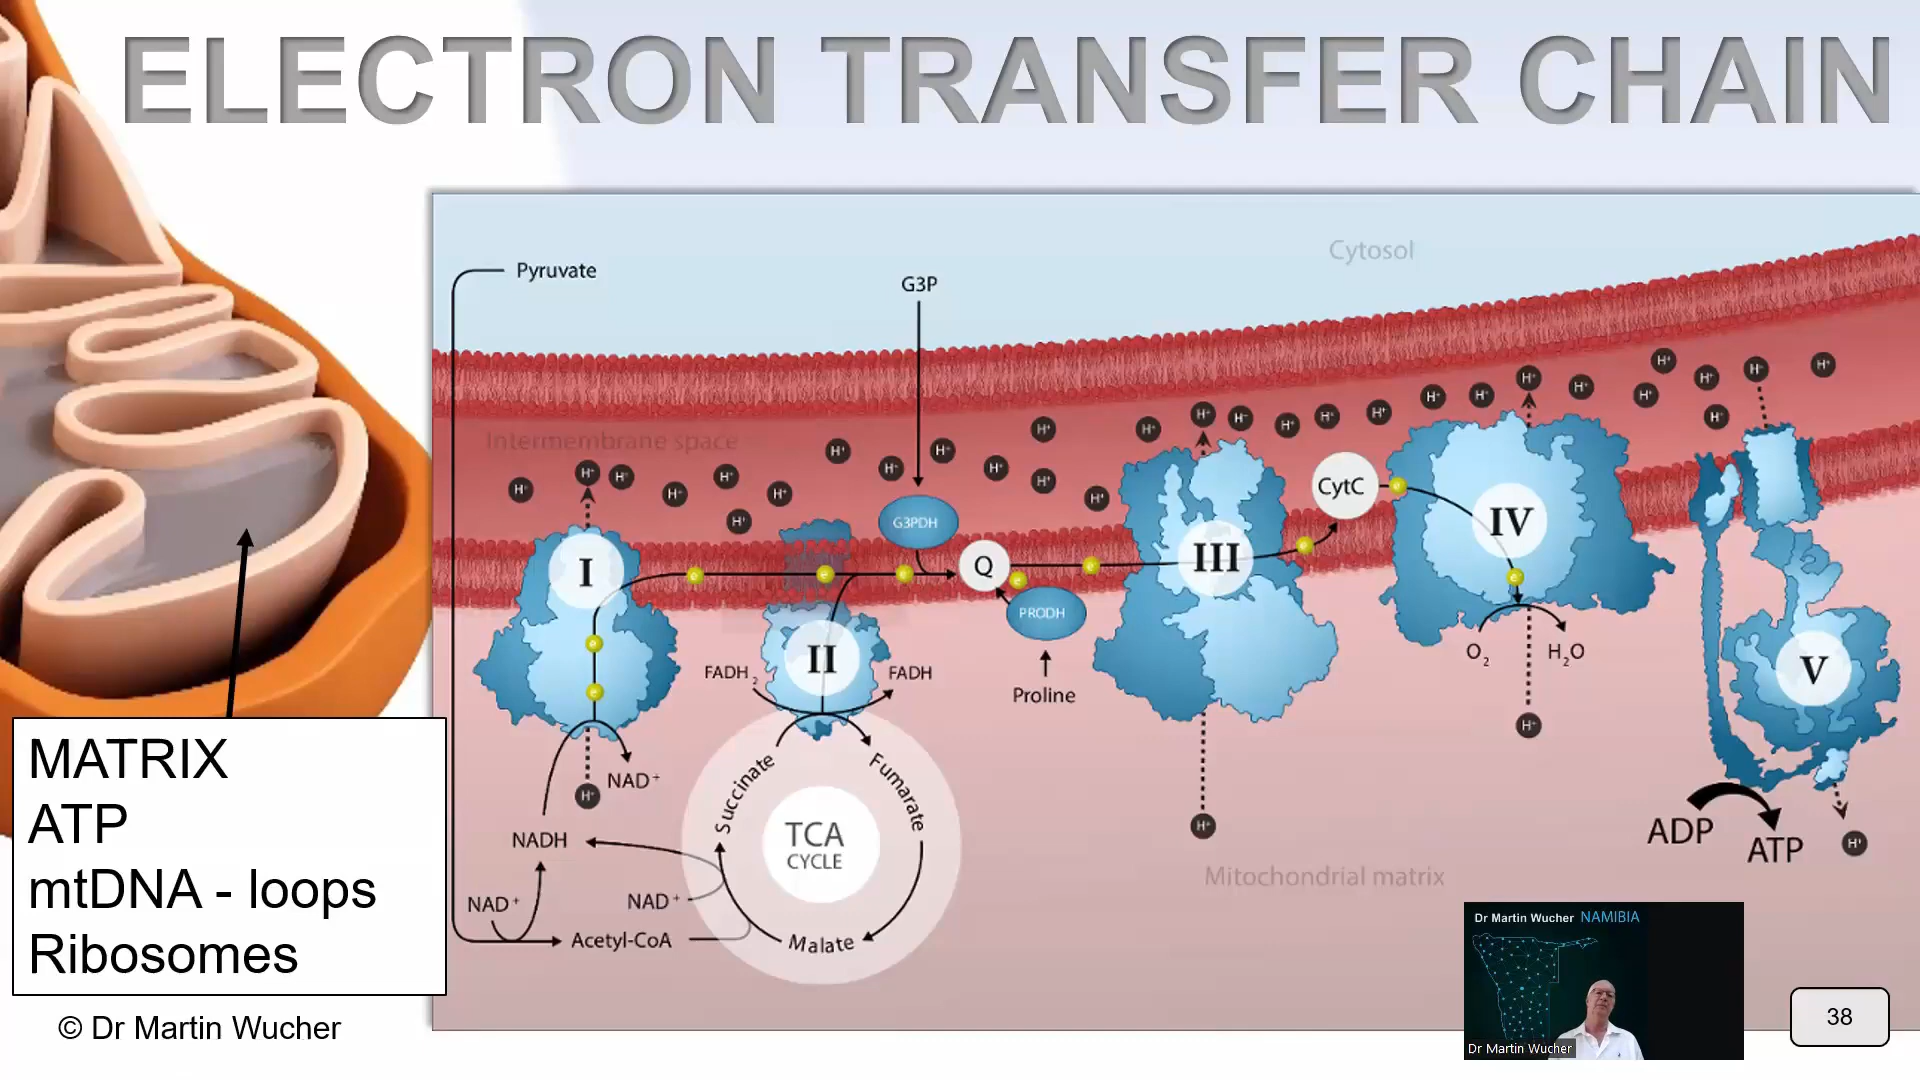 ELECTRON TRANSFER CHAIN
Cytosol
Pyruvate
G3P
Intermembrane space
H⁺ H⁺ H⁺ H⁺ H⁺ H⁺ H⁺ H⁺ H⁺ H⁺ H⁺ H⁺ H⁺ H⁺ H⁺ H⁺ H⁺ H⁺ H⁺ H⁺ H⁺ H⁺ H⁺ H⁺ H⁺ H⁺ H⁺ H⁺ H⁺ H⁺ H⁺
G3PDH
CytC
I
Q
III
IV
e e e e e e e e e e
PRODH
II
V
FADH₂
FADH
Proline
O₂
H₂O
H⁺
NAD⁺
H⁺
Succinate
Fumarate
TCA
CYCLE
H⁺
NADH
ADP
ATP
H⁺
Mitochondrial matrix
NAD⁺
NAD⁺
Acetyl-CoA
Malate
MATRIX
ATP
mtDNA - loops
Ribosomes
© Dr Martin Wucher
Dr Martin Wucher NAMIBIA
Dr Martin Wucher
38